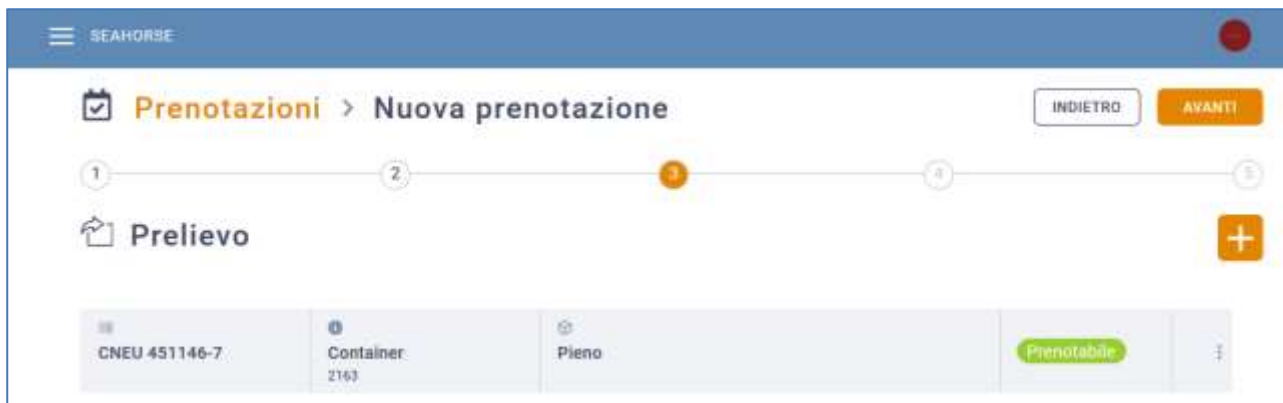 SEAHORSE
Prenotazioni > Nuova prenotazione
INDIETRO
AVANTI
1
2
3
4
5
Prelievo
CNEU 451146-7
Container
2163
Pieno
Prenotabile